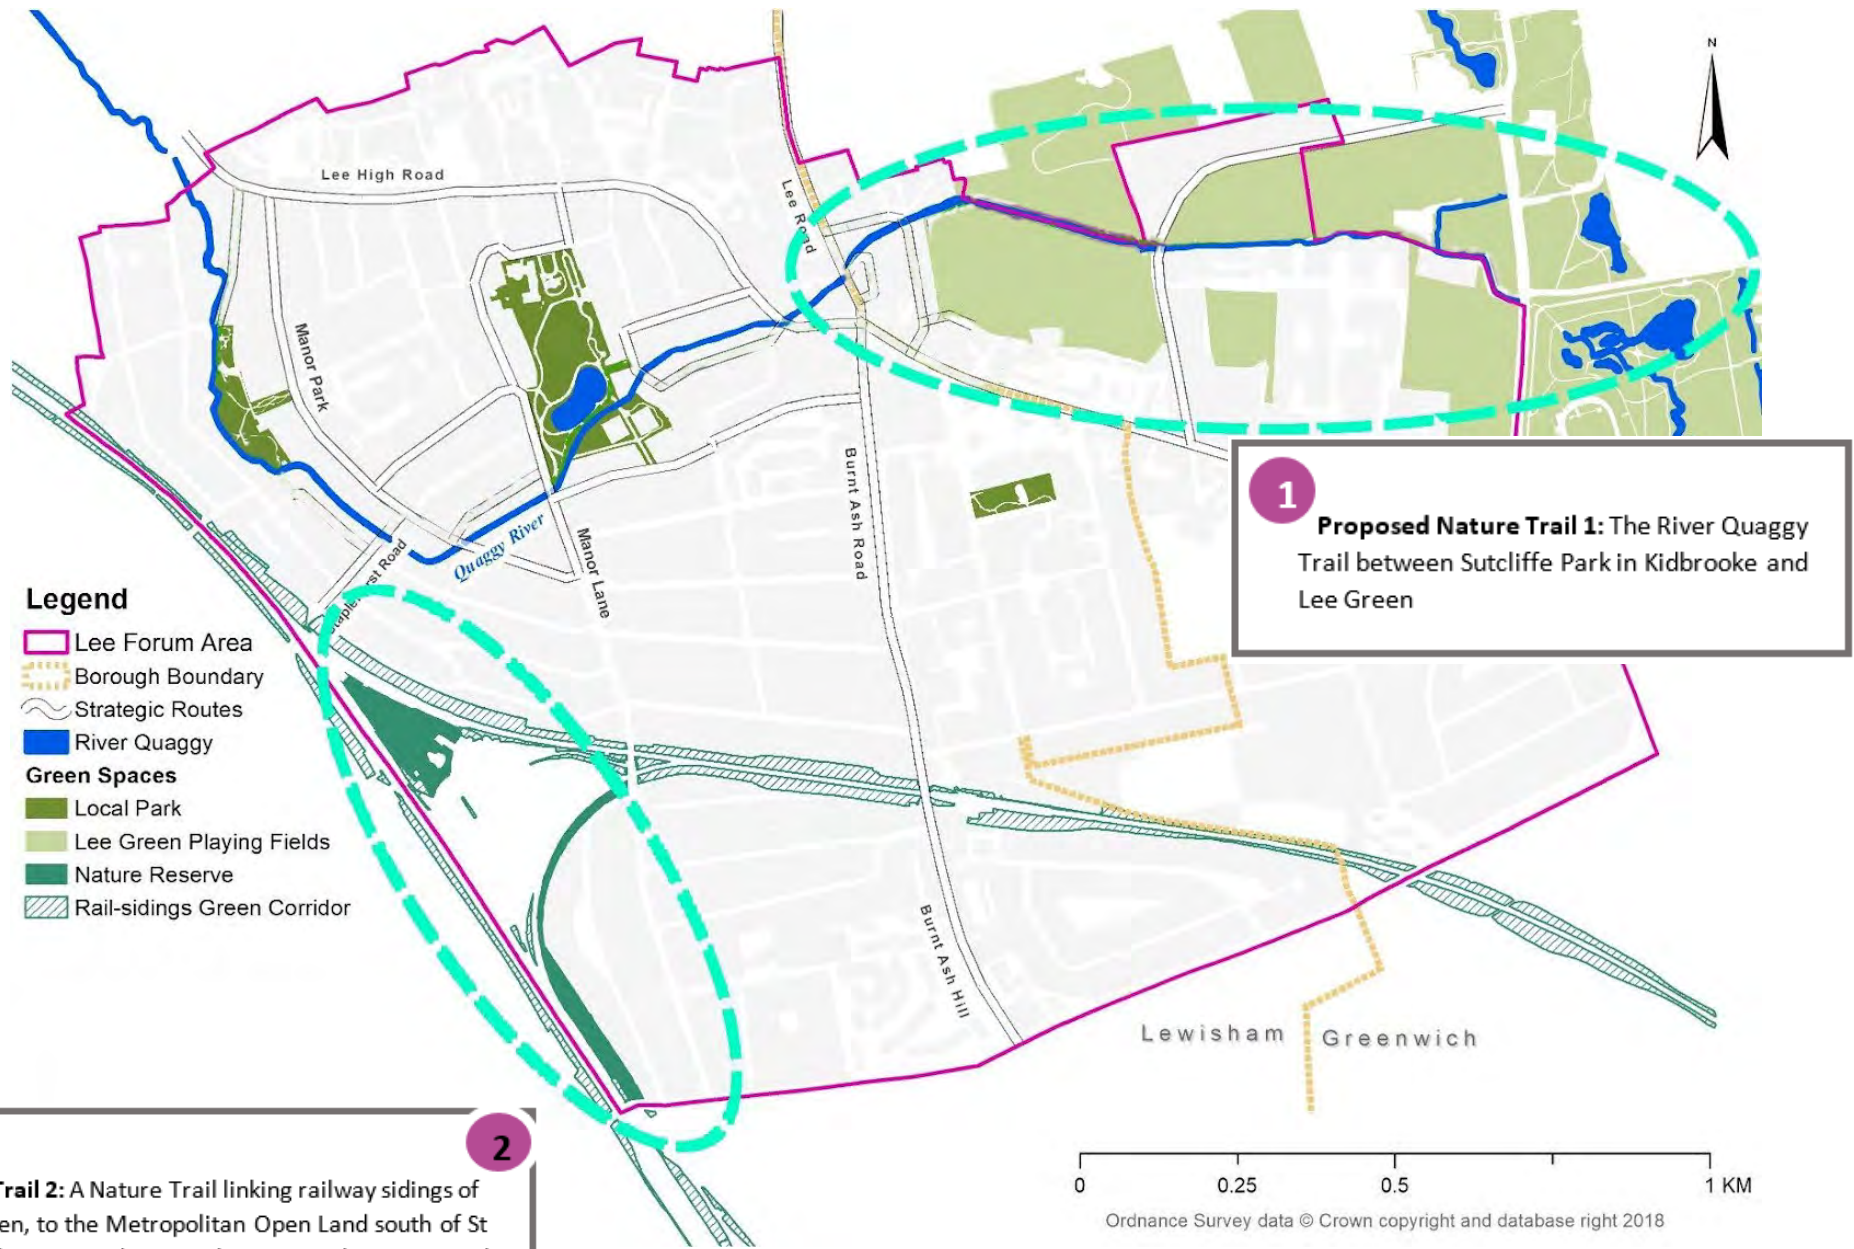 N
Lee High Road
Lee Road
Manor Park
Burnt Ash Road
Quaggy River
Manor Lane
1
Proposed Nature Trail 1: The River Quaggy
Trail between Sutcliffe Park in Kidbrooke and
Lee Green
Legend
Lee Forum Area
Borough Boundary
Strategic Routes
River Quaggy
Green Spaces
Local Park
Lee Green Playing Fields
Nature Reserve
Rail-sidings Green Corridor
Road
Burnt Ash Hill
Lewisham Greenwich
2
Trail 2: A Nature Trail linking railway sidings of
en, to the Metropolitan Open Land south of St
0 0.25 0.5 1 KM
Ordnance Survey data © Crown copyright and database right 2018